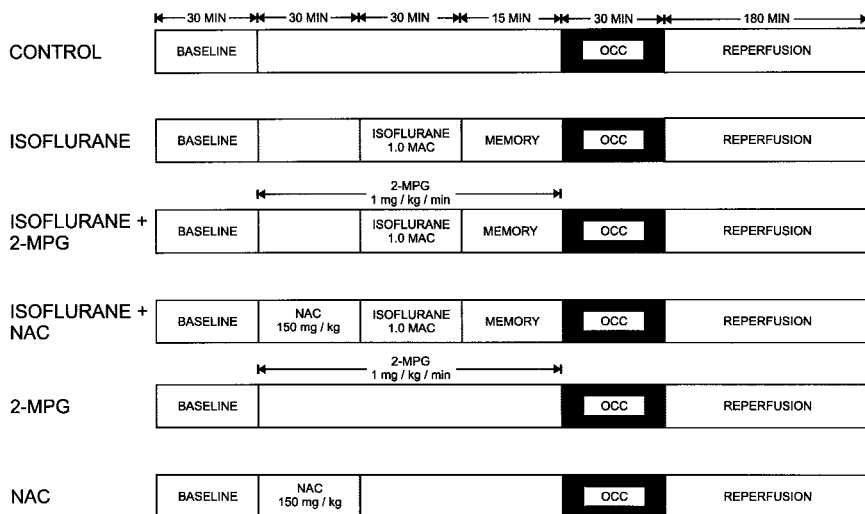 30 MIN 30 MIN 30 MIN 15 MIN 30 MIN 180 MIN
CONTROL BASELINE OCC REPERFUSION
ISOFLURANE BASELINE ISOFLURANE 1.0 MAC MEMORY OCC REPERFUSION
2-MPG
1 mg / kg / min
ISOFLURANE + 2-MPG BASELINE ISOFLURANE 1.0 MAC MEMORY OCC REPERFUSION
ISOFLURANE + NAC BASELINE NAC 150 mg / kg ISOFLURANE 1.0 MAC MEMORY OCC REPERFUSION
2-MPG
1 mg / kg / min
2-MPG BASELINE OCC REPERFUSION
NAC BASELINE NAC 150 mg / kg OCC REPERFUSION